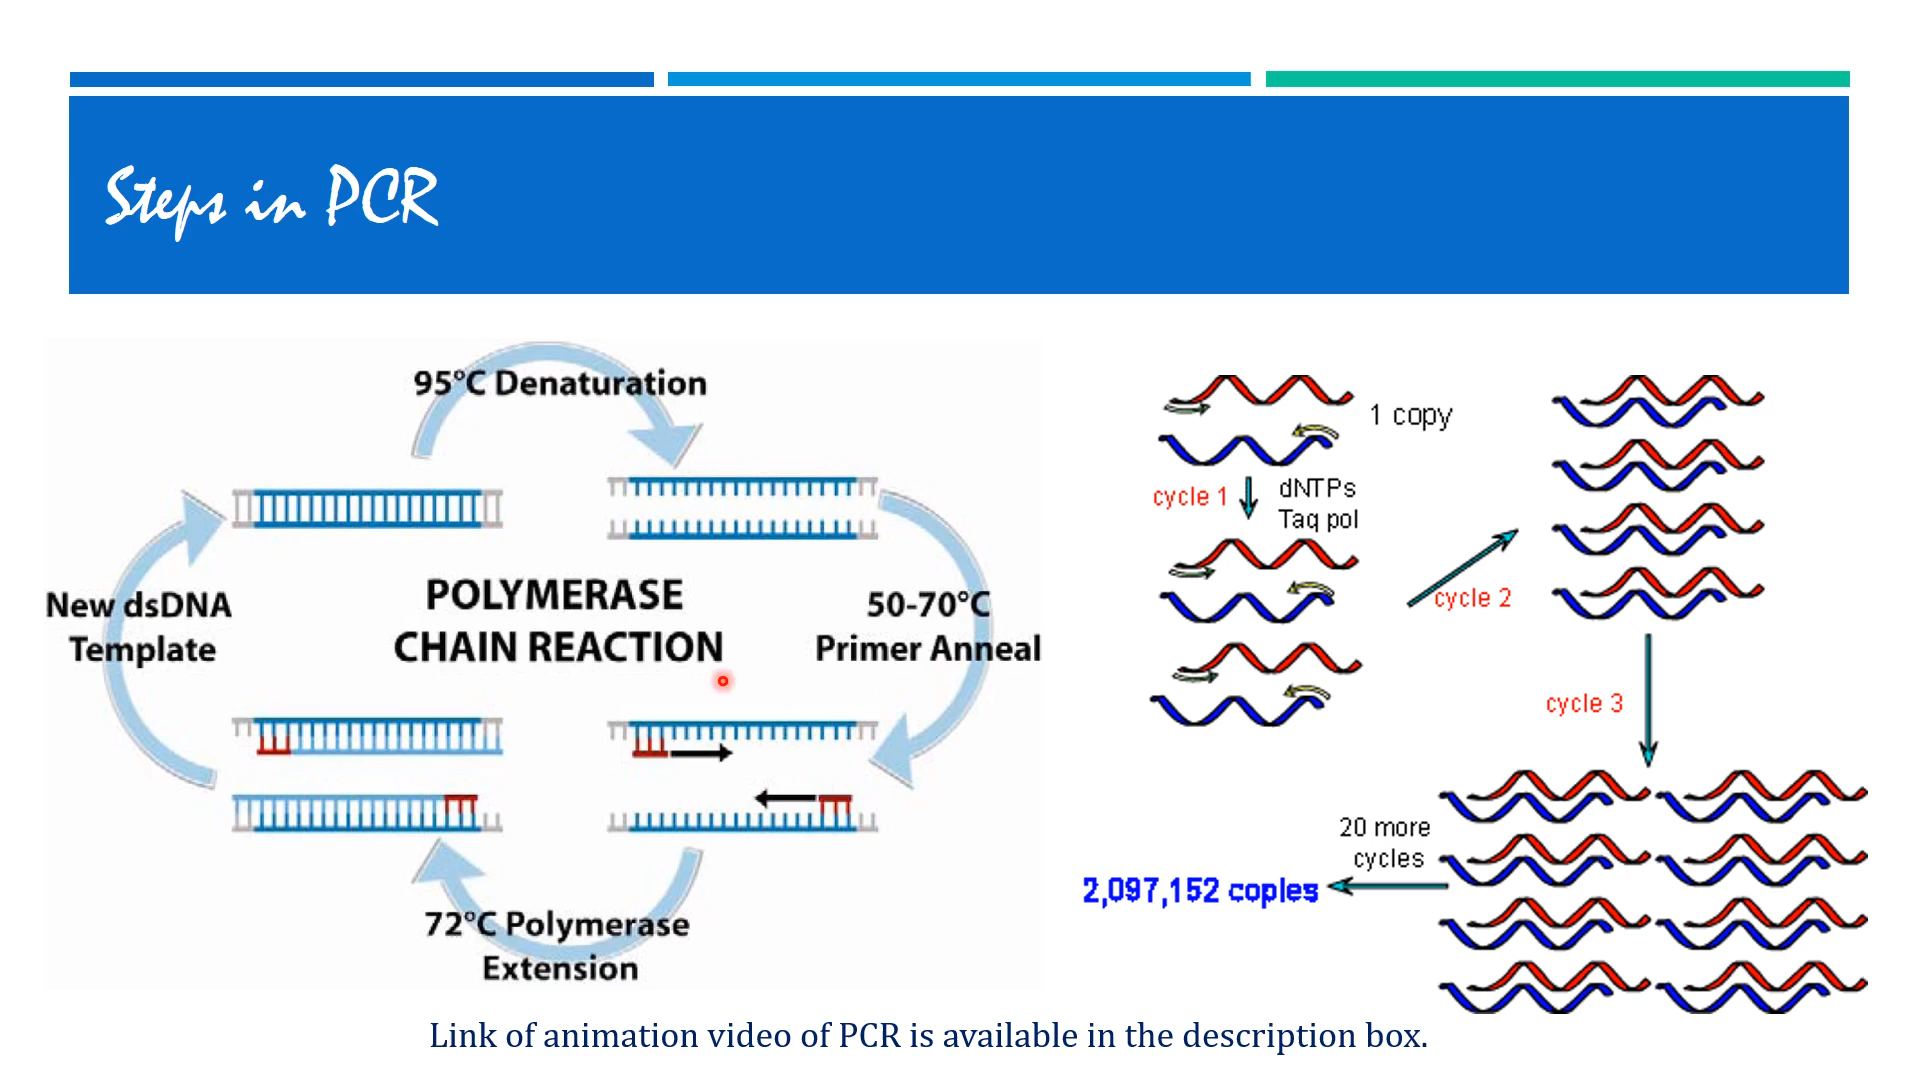 Steps in PCR
95°C Denaturation
New dsDNA
Template
POLYMERASE
CHAIN REACTION
50-70°C
Primer Anneal
72°C Polymerase
Extension
1 copy
cycle 1
dNTPs
Taq pol
cycle 2
cycle 3
20 more
cycles
2,097,152 copies
Link of animation video of PCR is available in the description box.